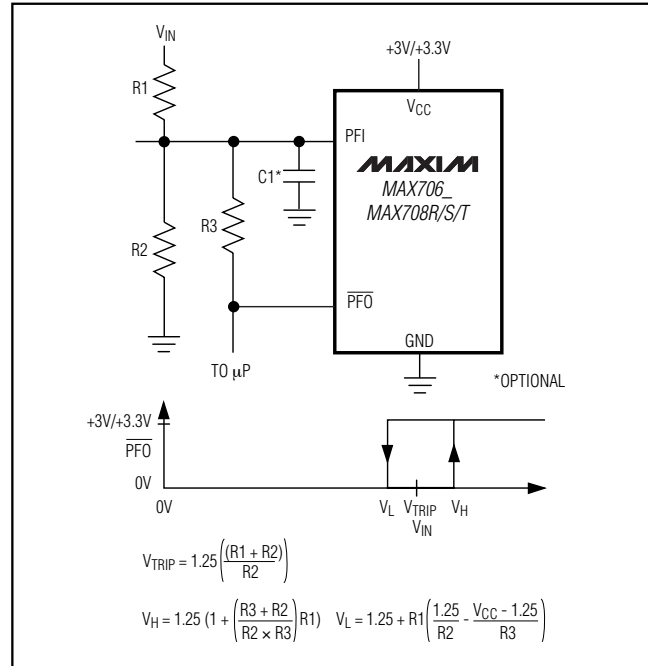 V_IN
R1
+3V/+3.3V
V_CC
PFI
MAXIM
MAX706_
MAX708R/S/T
C1*
R2
R3
P̅F̅O̅
GND
TO μP
*OPTIONAL
+3V/+3.3V
P̅F̅O̅
0V
0V
V_L V_TRIP V_H
V_IN
V_TRIP = 1.25((R1 + R2)/R2)
V_H = 1.25 (1 + ((R3 + R2)/(R2 × R3))R1) V_L = 1.25 + R1(1.25/R2 - (V_CC - 1.25)/R3)